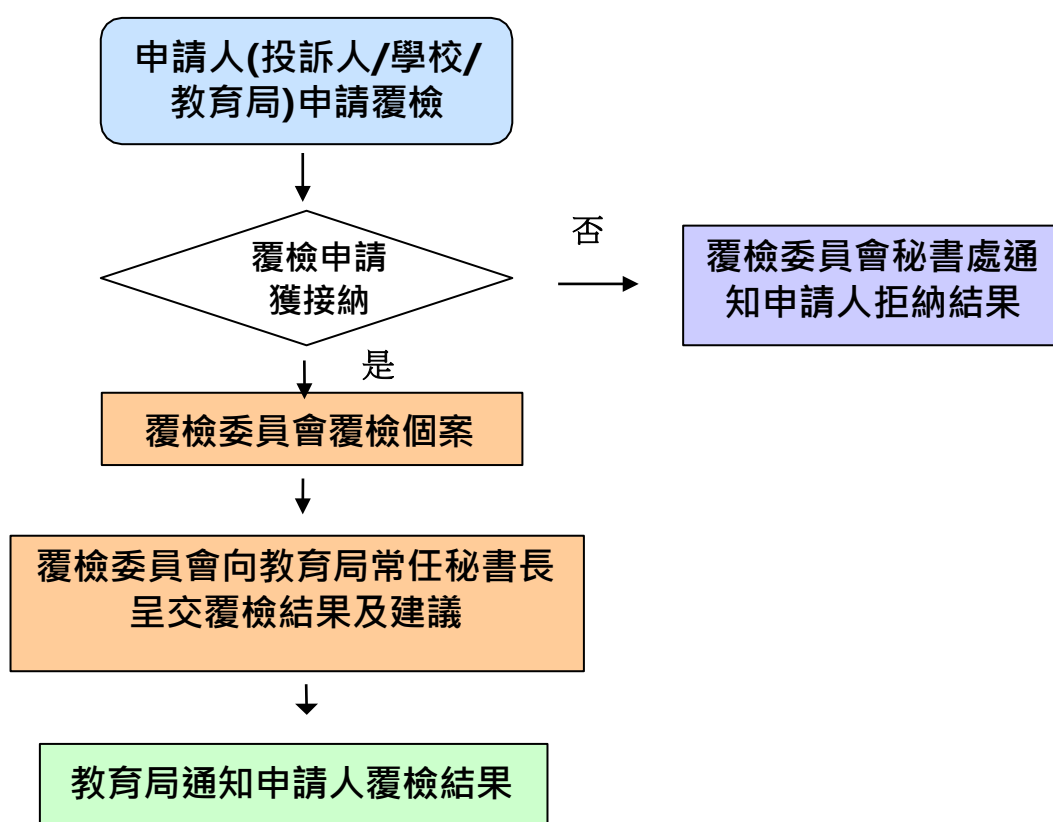 申請人(投訴人/學校/
教育局)申請覆檢
覆檢申請
獲接納
否
覆檢委員會秘書處通
知申請人拒納結果
是
覆檢委員會覆檢個案
覆檢委員會向教育局常任秘書長
呈交覆檢結果及建議
教育局通知申請人覆檢結果